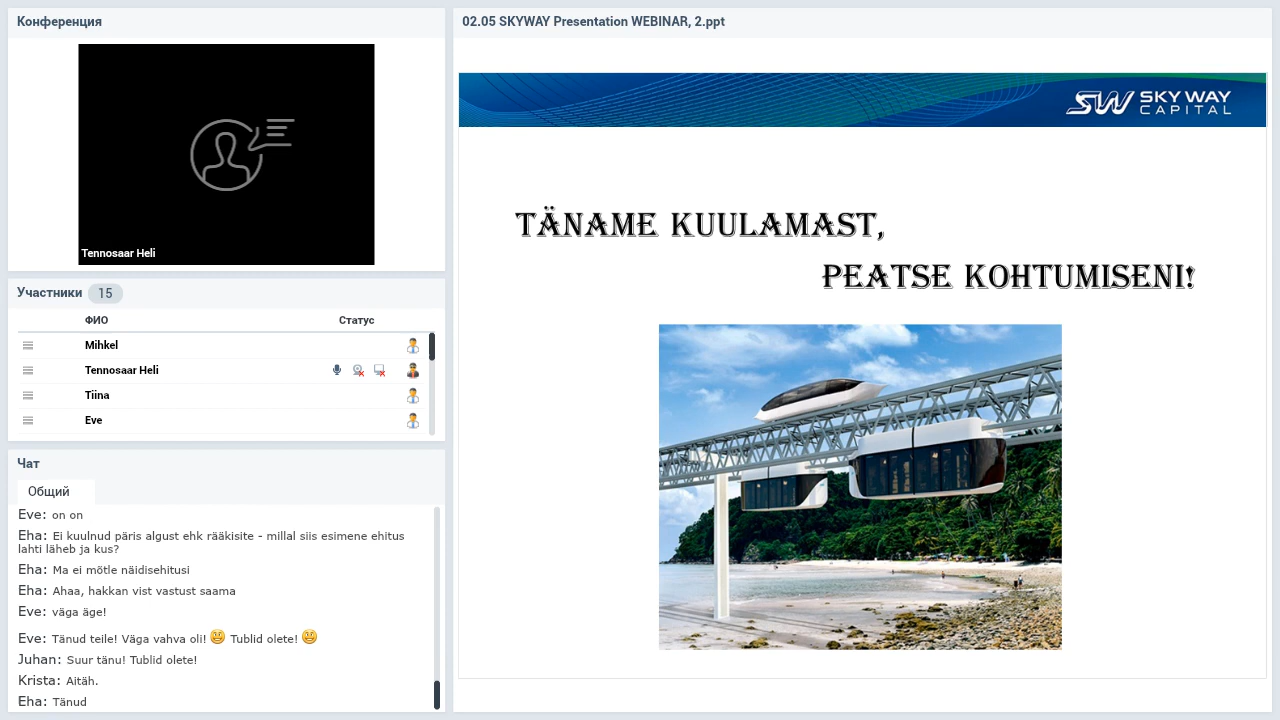 Конференция
Tennosaar Heli
Участники 15
ФИО Статус
Mihkel
Tennosaar Heli
Tiina
Eve
Чат
Общий
Eve: on on
Eha: Ei kuulnud päris algust ehk rääkisite - millal siis esimene ehitus
lahti läheb ja kus?
Eha: Ma ei mõtle näidisehitusi
Eha: Ahaa, hakkan vist vastust saama
Eve: väga äge!
Eve: Tänud teile! Väga vahva oli! Tublid olete!
Juhan: Suur tänu! Tublid olete!
Krista: Aitäh.
Eha: Tänud
02.05 SKYWAY Presentation WEBINAR, 2.ppt
SW SKY WAY
CAPITAL
TÄNAME KUULAMAST,
PEATSE KOHTUMISENI!